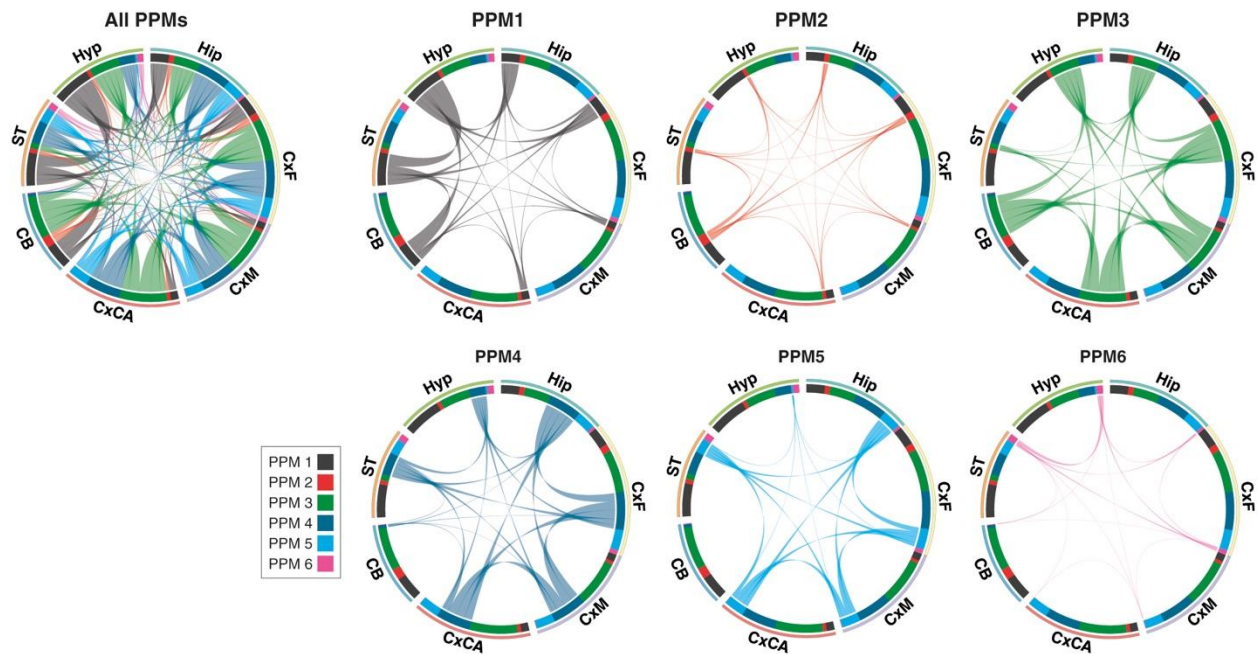 All PPMs
PPM1
PPM2
PPM3
Hyp
Hip
ST
CxF
CB
CxM
CxCA
Hyp
Hip
ST
CxF
CB
CxM
CxCA
Hyp
Hip
ST
CxF
CB
CxM
CxCA
Hyp
Hip
ST
CxF
CB
CxM
CxCA
PPM4
PPM5
PPM6
Hyp
Hip
ST
CxF
CB
CxM
CxCA
Hyp
Hip
ST
CxF
CB
CxM
CxCA
Hyp
Hip
ST
CxF
CB
CxM
CxCA
PPM 1
PPM 2
PPM 3
PPM 4
PPM 5
PPM 6